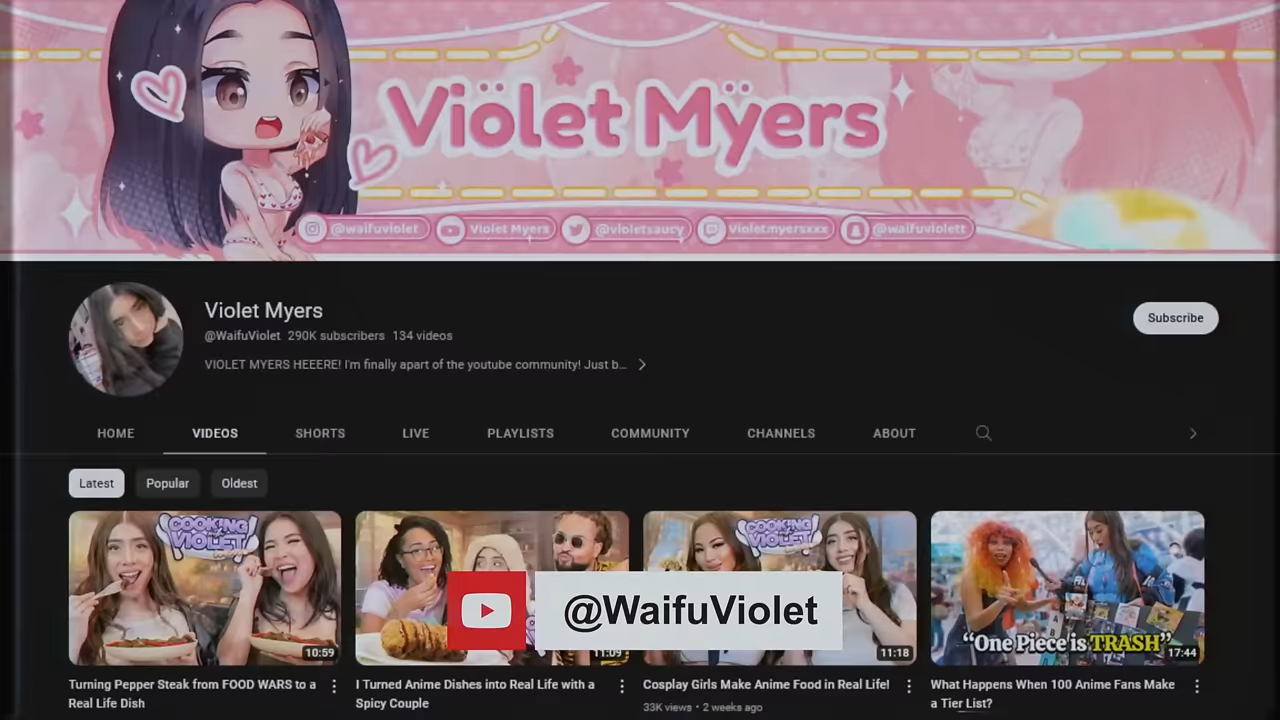 Violet Myers
@waifuviolet
Violet Myers
@violetsaucy
Violetmyersxxx
@waifuviolett
Violet Myers
@WaifuViolet 290K subscribers 134 videos
VIOLET MYERS HEEERE! I'm finally apart of the youtube community! Just b...
Subscribe
HOME VIDEOS SHORTS LIVE PLAYLISTS COMMUNITY CHANNELS ABOUT
Latest Popular Oldest
COOKING
VIOLET
10:59
11:09
COOKING
VIOLET
11:18
"One Piece is TRASH"
17:44
@WaifuViolet
Turning Pepper Steak from FOOD WARS to a
Real Life Dish
I Turned Anime Dishes into Real Life with a
Spicy Couple
Cosplay Girls Make Anime Food in Real Life!
33K views • 2 weeks ago
What Happens When 100 Anime Fans Make
a Tier List?